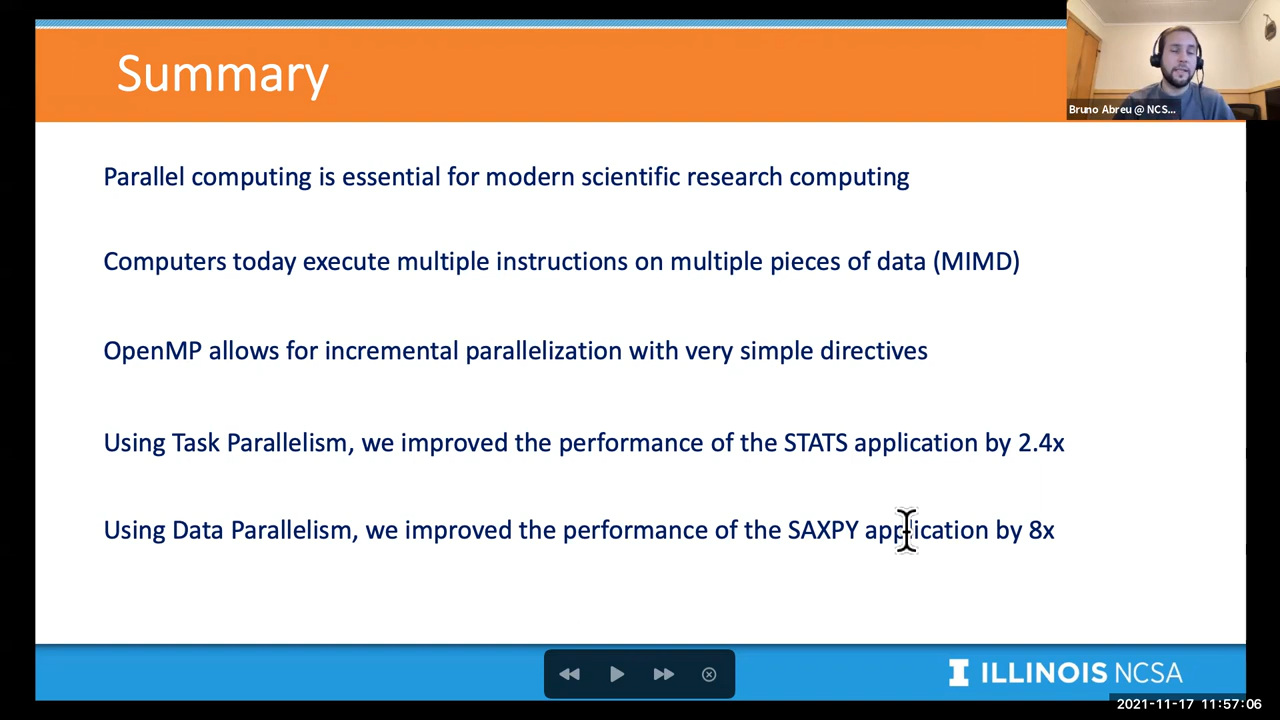 Summary
Bruno Abreu @ NCS...
Parallel computing is essential for modern scientific research computing
Computers today execute multiple instructions on multiple pieces of data (MIMD)
OpenMP allows for incremental parallelization with very simple directives
Using Task Parallelism, we improved the performance of the STATS application by 2.4x
Using Data Parallelism, we improved the performance of the SAXPY application by 8x
ILLINOIS NCSA
2021-11-17 11:57:06